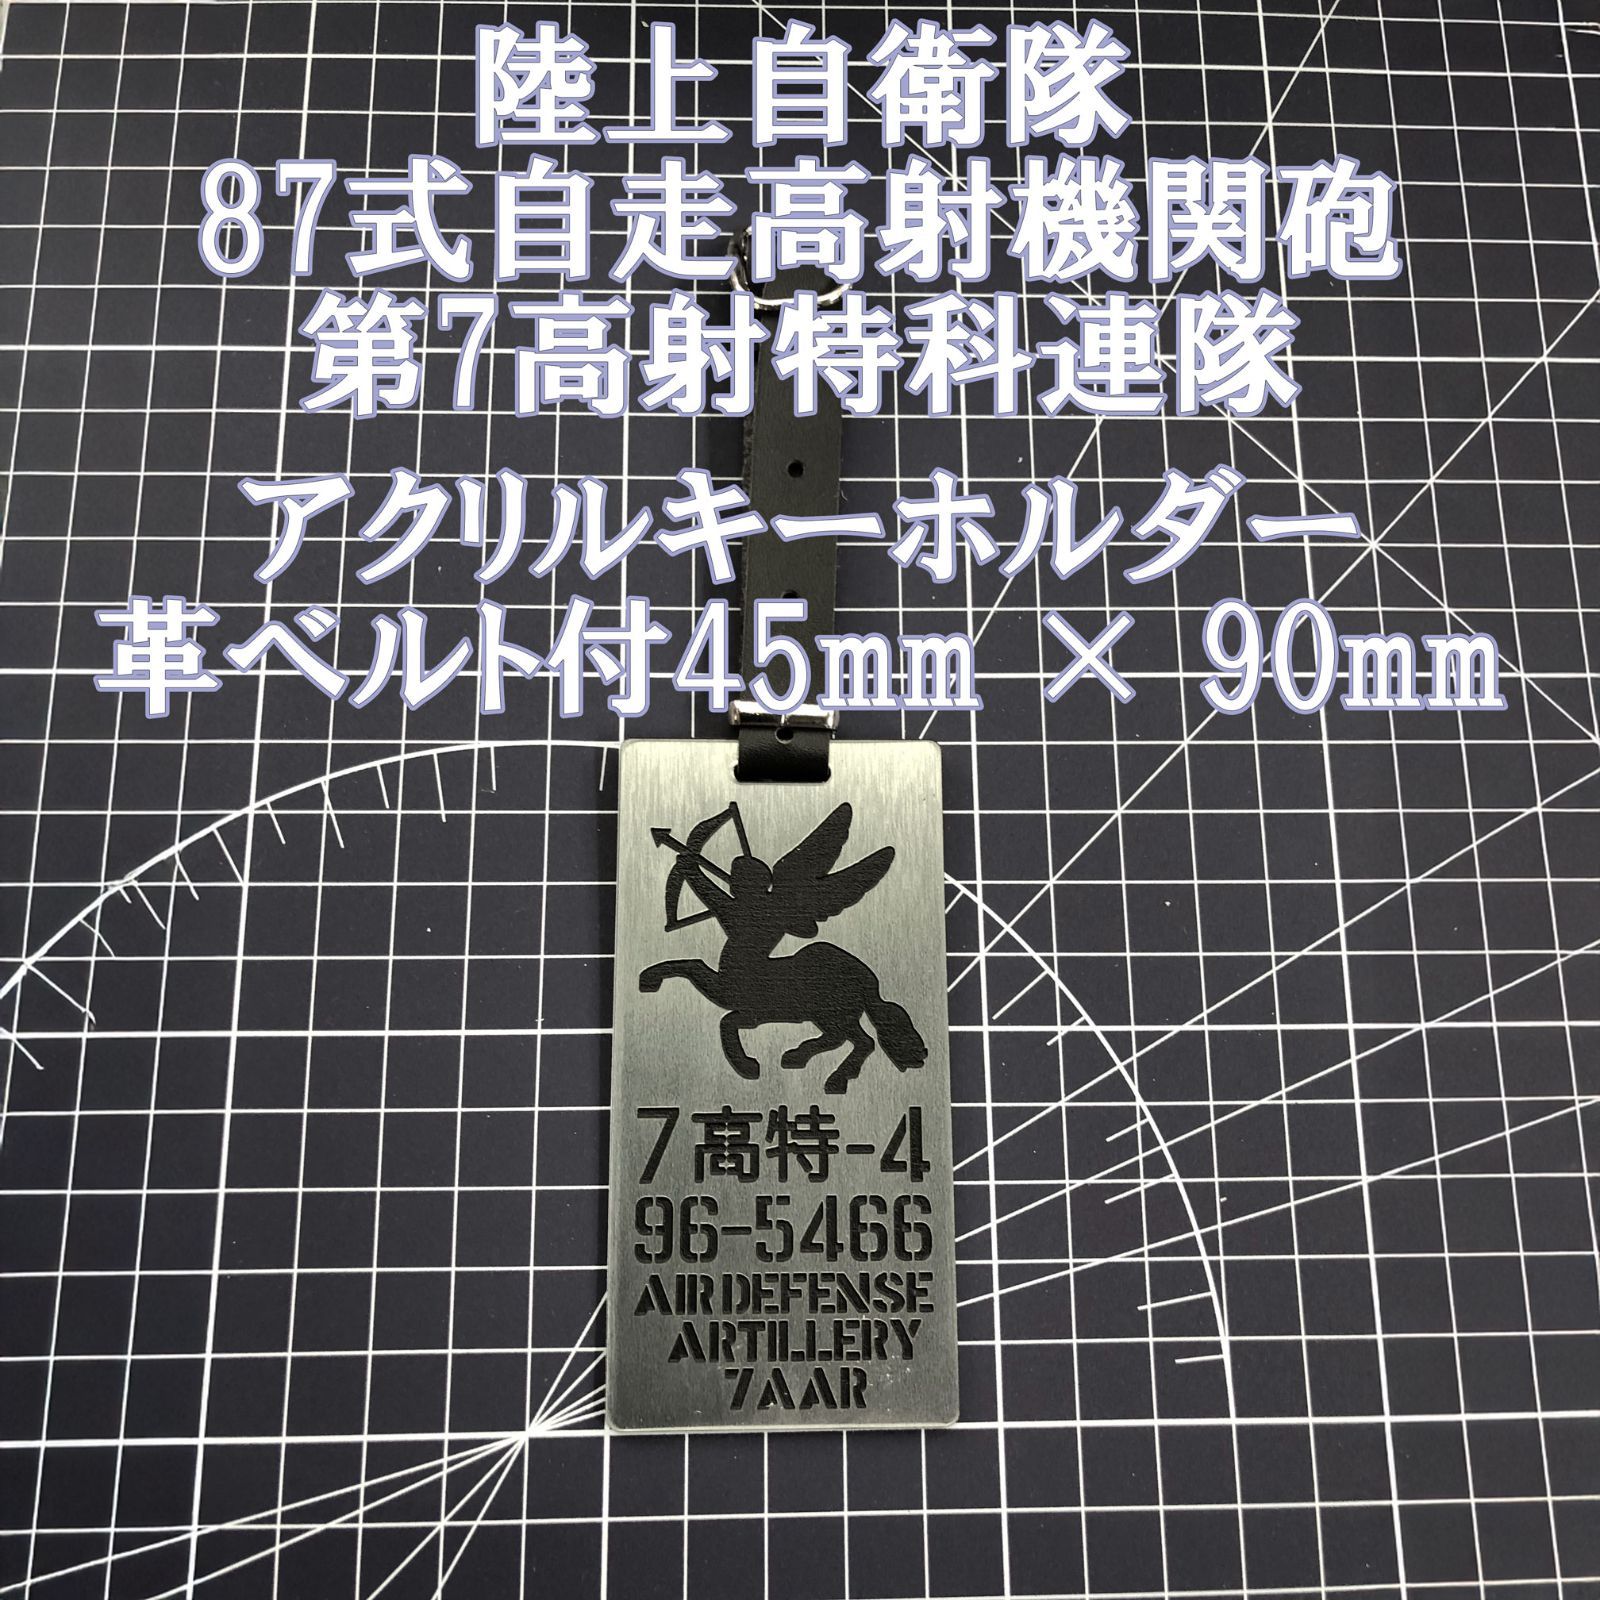 陸上自衛隊
87式自走高射機関砲
第7高射特科連隊
アクリルキーホルダー
革ベルト付45mm × 90mm
7高特-4
96-5466
AIR DEFENSE
ARTILLERY
7AAR